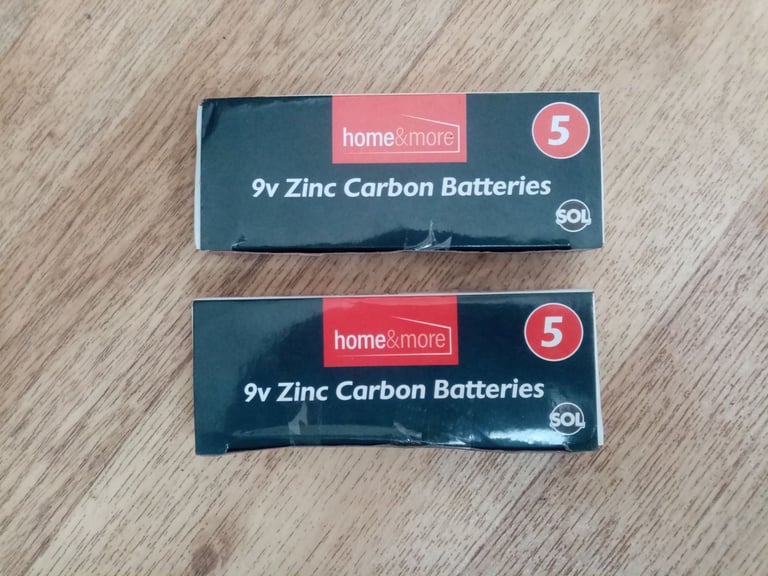 home&more
5
9v Zinc Carbon Batteries
SOL
home&more
5
9v Zinc Carbon Batteries
SOL